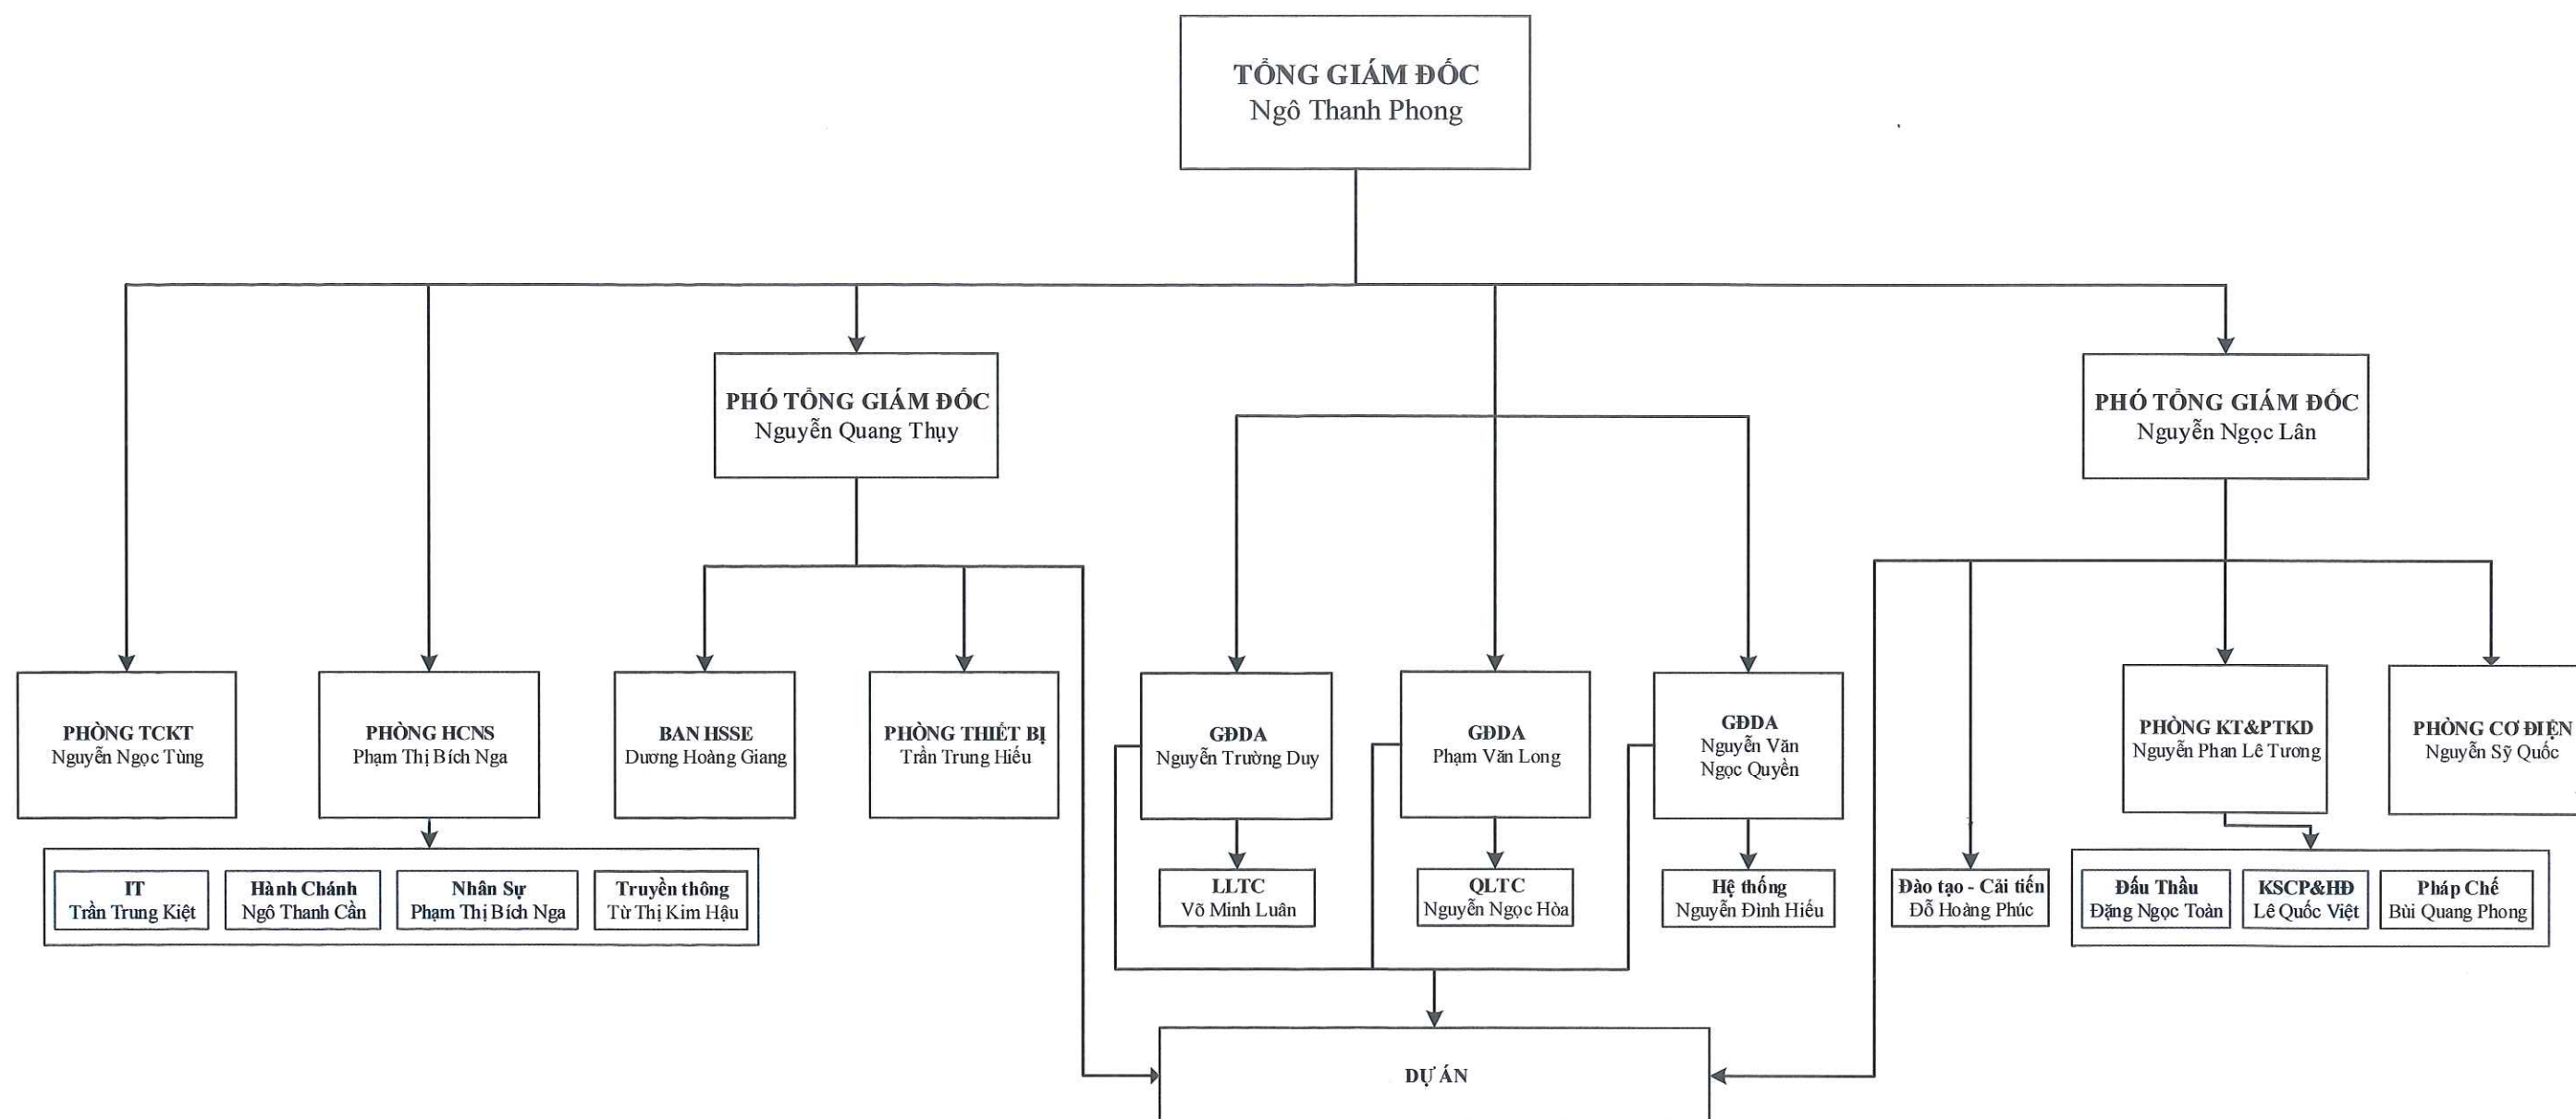 TỔNG GIÁM ĐỐC
Ngô Thanh Phong
PHÓ TỔNG GIÁM ĐỐC
Nguyễn Quang Thụy
PHÓ TỔNG GIÁM ĐỐC
Nguyễn Ngọc Lân
PHÒNG TCKT
Nguyễn Ngọc Tùng
PHÒNG HCNS
Phạm Thị Bích Nga
BAN HSSE
Dương Hoàng Giang
PHÒNG THIẾT BỊ
Trần Trung Hiếu
GĐDA
Nguyễn Trường Duy
GĐDA
Phạm Văn Long
GĐDA
Nguyễn Văn
Ngọc Quyền
PHÒNG KT&PTKD
Nguyễn Phan Lê Tương
PHÒNG CƠ ĐIỆN
Nguyễn Sỹ Quốc
IT
Trần Trung Kiệt
Hành Chánh
Ngô Thanh Cần
Nhân Sự
Phạm Thị Bích Nga
Truyền thông
Từ Thị Kim Hậu
LLTC
Võ Minh Luân
QLTC
Nguyễn Ngọc Hòa
Hệ thống
Nguyễn Đình Hiếu
Đào tạo - Cải tiến
Đỗ Hoàng Phúc
Đấu Thầu
Đặng Ngọc Toàn
KSCP&HĐ
Lê Quốc Việt
Pháp Chế
Bùi Quang Phong
DỰ ÁN